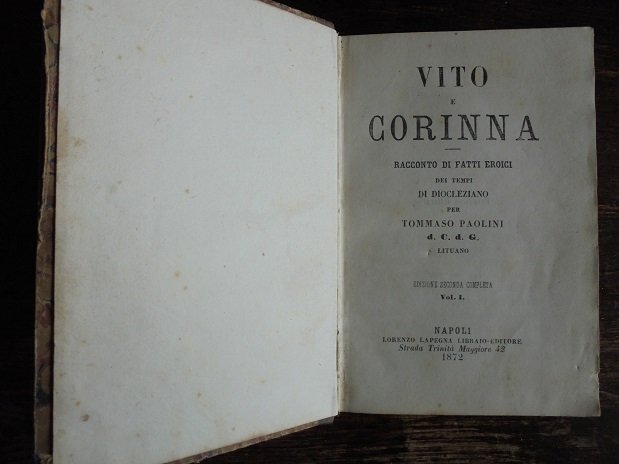 VITO
E
CORINNA
RACCONTO DI FATTI EROICI
DEI TEMPI
DI DIOCLEZIANO
PER
TOMMASO PAOLINI
d. C. d. G.
LITUANO
EDIZIONE SECONDA COMPLETA
Vol. I.
NAPOLI
LORENZO LAPEGNA LIBRAIO-EDITORE
Strada Trinità Maggiore 42
1872